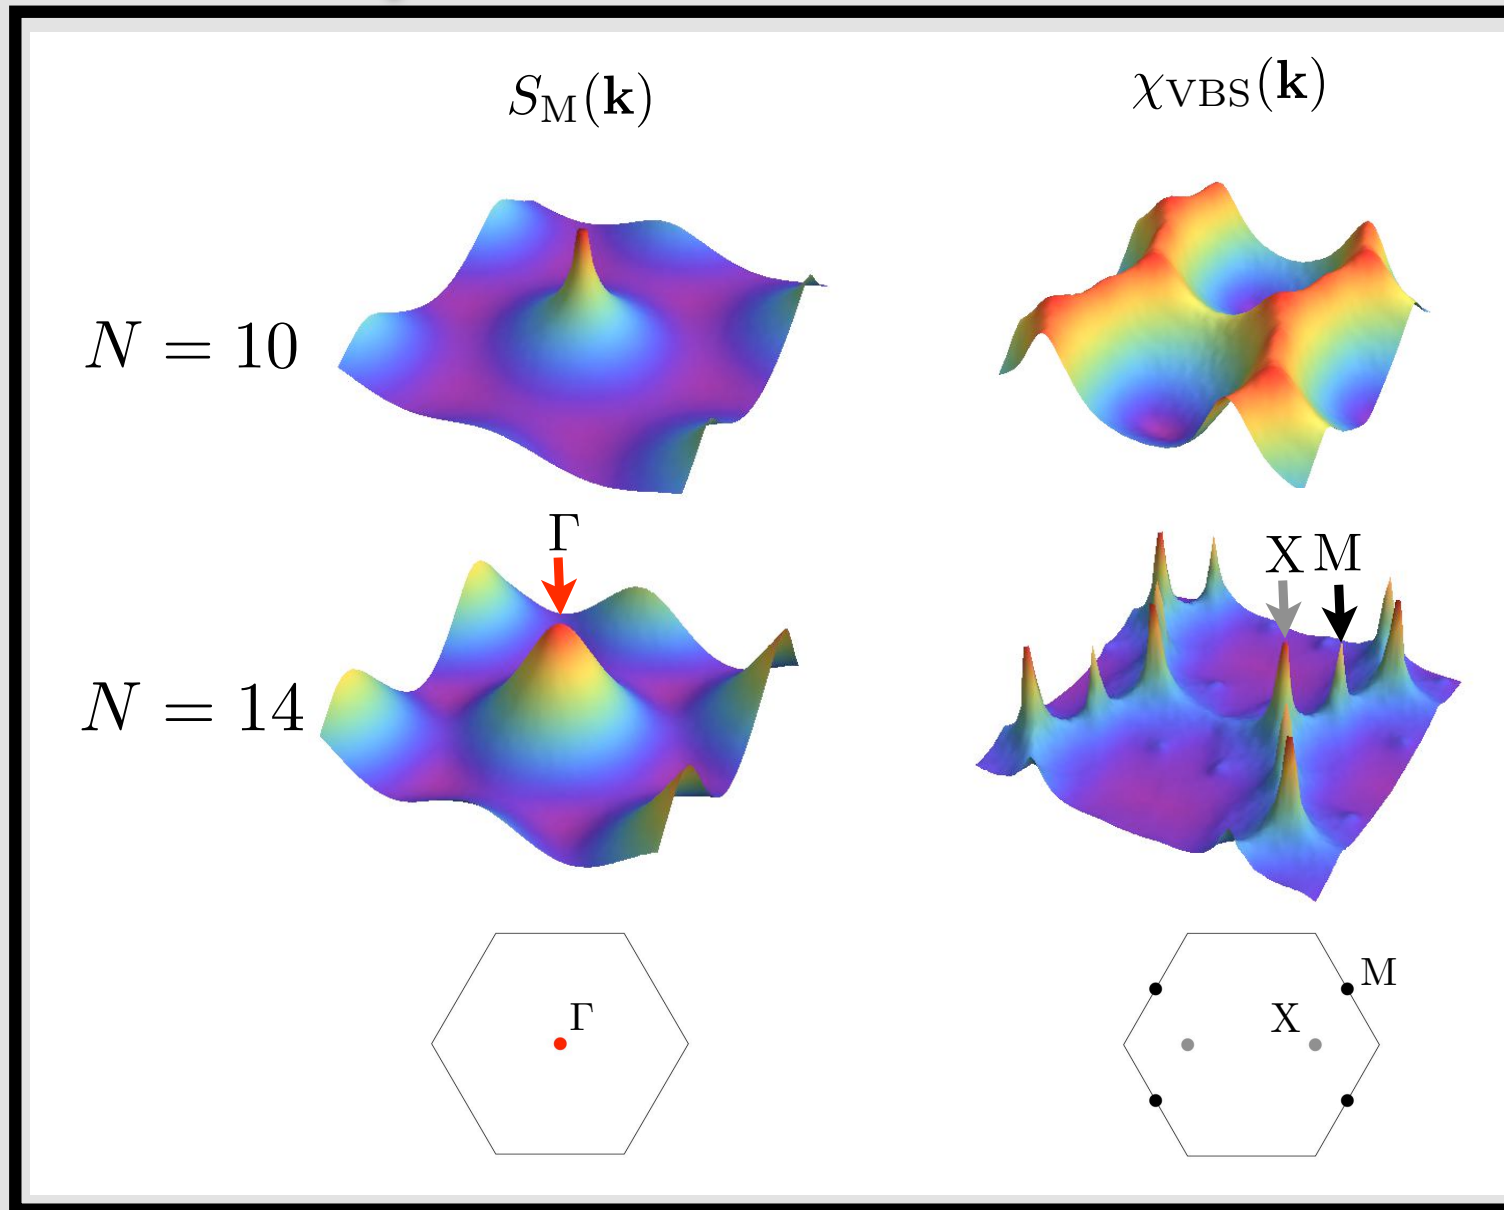 S_M(k)
χ_VBS(k)
N = 10
Γ
X M
N = 14
Γ
M
X